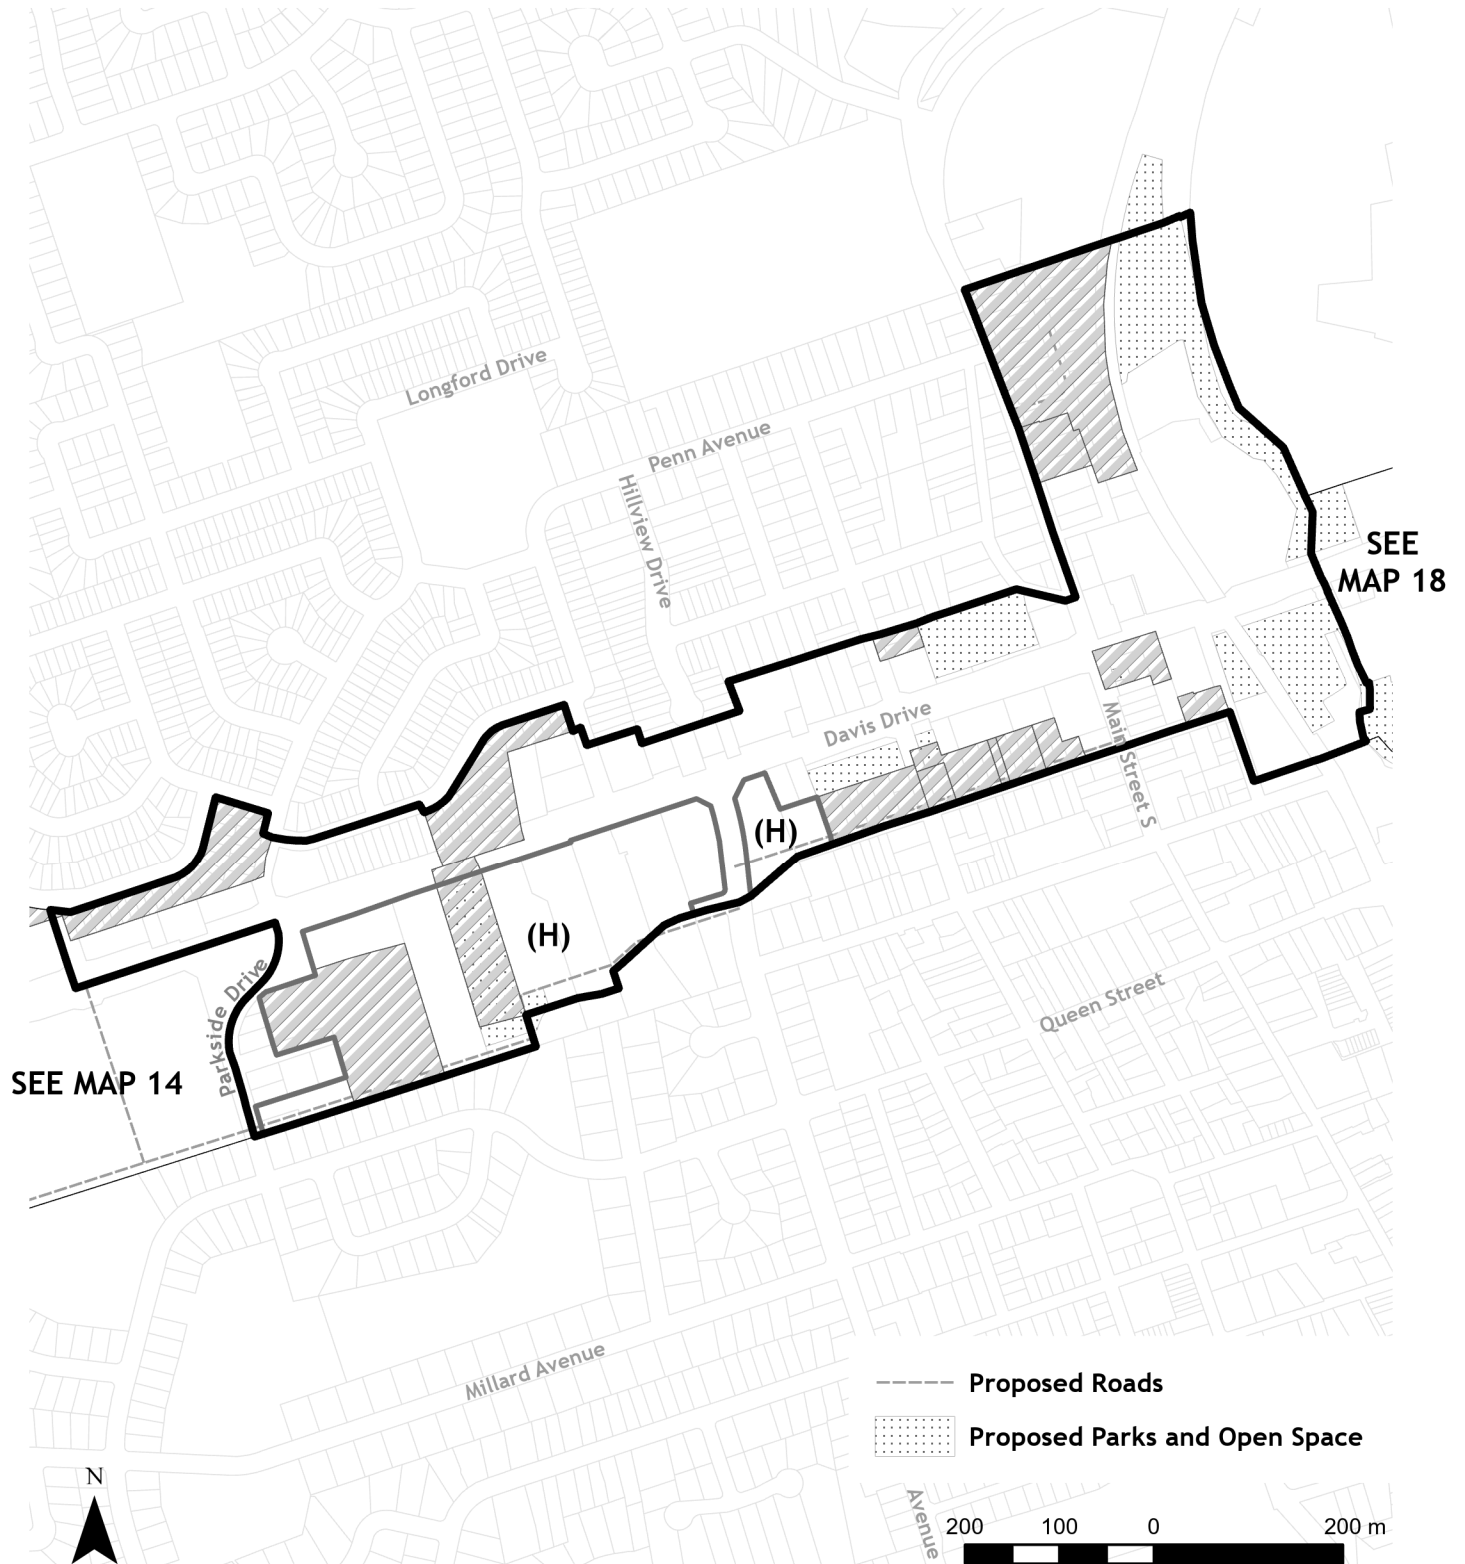 Longford Drive
Penn Avenue
Hillview Drive
SEE
MAP 18
Davis Drive
Main Street S
(H)
(H)
Parkside Drive
Queen Street
SEE MAP 14
Millard Avenue
Proposed Roads
Proposed Parks and Open Space
N
Avenue
200 100 0 200 m